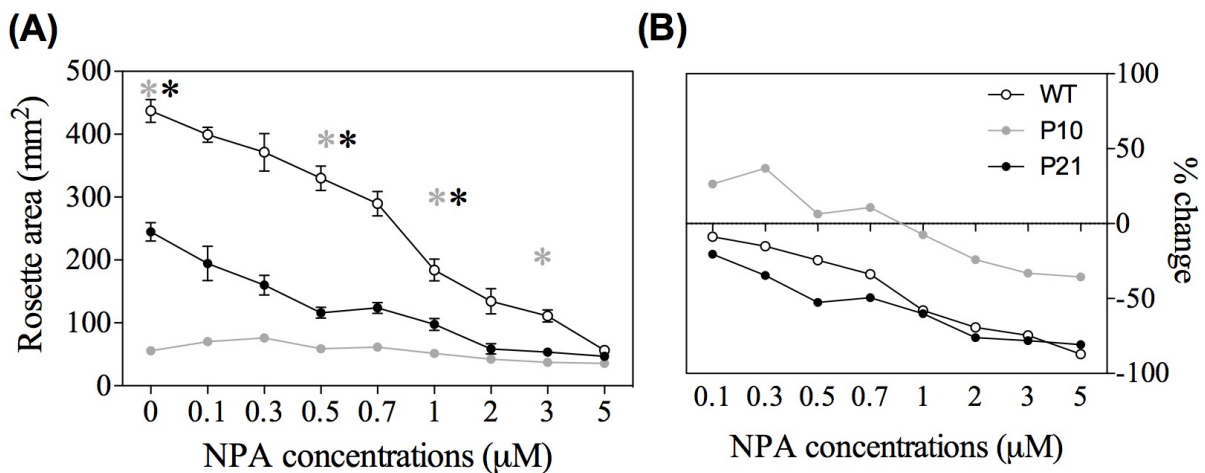 (A)
Rosette area (mm²)
500
400
300
200
100
0
* *
* *
* *
*
0 0.1 0.3 0.5 0.7 1 2 3 5
NPA concentrations (μM)
(B)
WT
P10
P21
100
50
0
-50
-100
% change
0.1 0.3 0.5 0.7 1 2 3 5
NPA concentrations (μM)